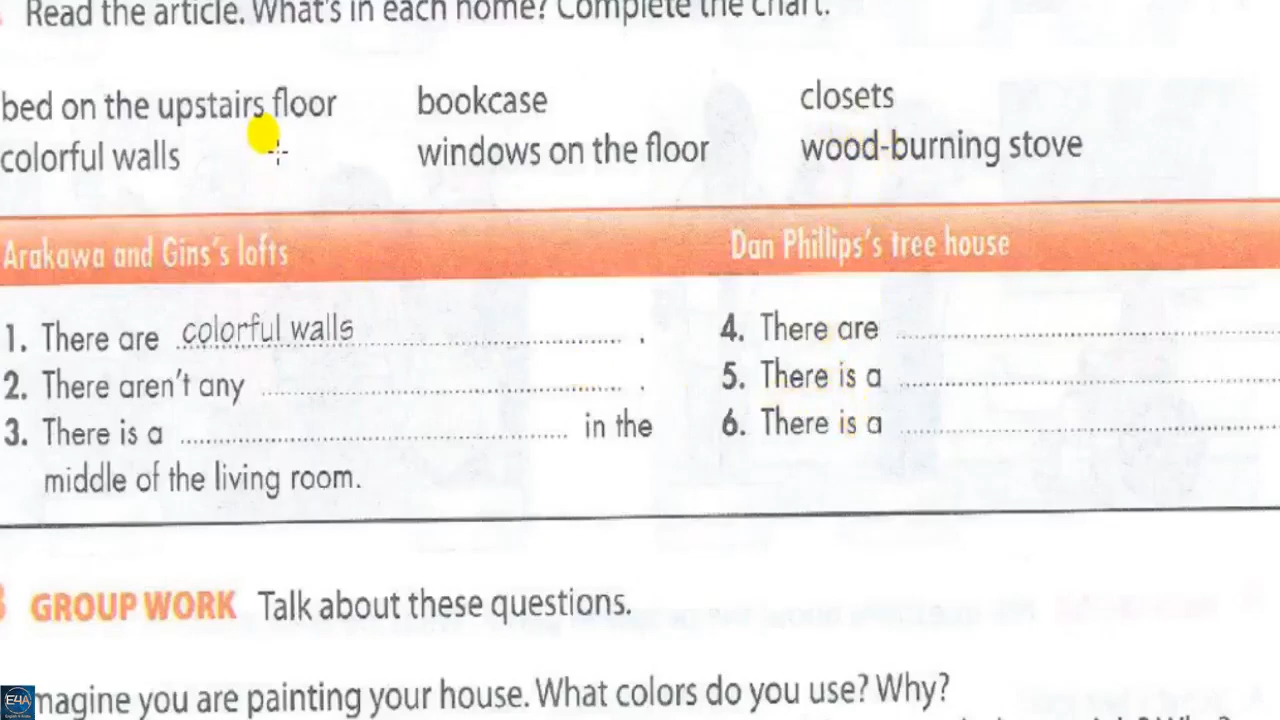 Read the article. What's in each home? Complete the chart.
bed on the upstairs floor bookcase closets
colorful walls windows on the floor wood-burning stove
Arakawa and Gins's lofts Dan Phillips's tree house
1. There are colorful walls . 4. There are
2. There aren't any . 5. There is a
3. There is a in the 6. There is a
middle of the living room.
GROUP WORK Talk about these questions.
magine you are painting your house. What colors do you use? Why?
E4A